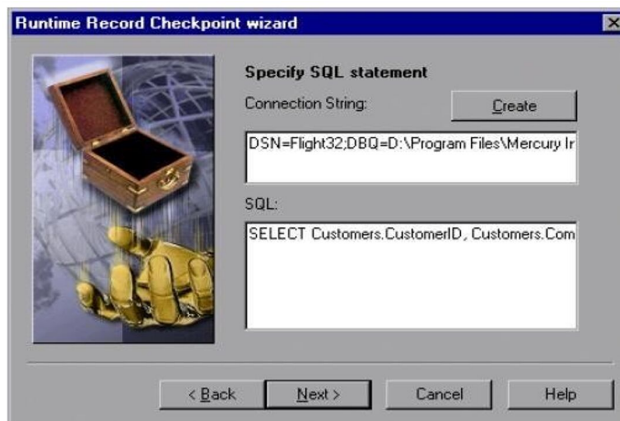 Runtime Record Checkpoint wizard
Specify SQL statement
Connection String:
Create
DSN=Flight32;DBQ=D:\Program Files\Mercury Ir
SQL:
SELECT Customers.CustomerID, Customers.Com
< Back
Next >
Cancel
Help